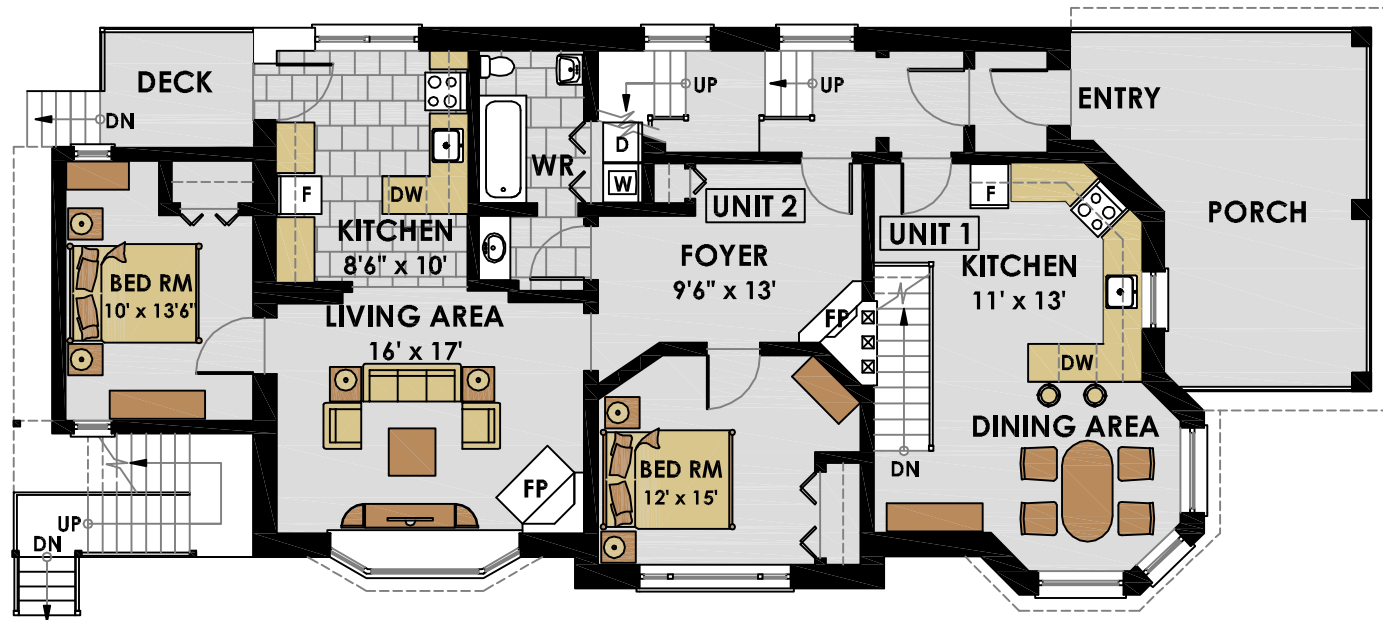 DECK
DN
BED RM
10' x 13'6"
KITCHEN
8'6" x 10'
F
DW
WR
D
W
UP
UP
ENTRY
PORCH
UNIT 2
FOYER
9'6" x 13'
FP
UNIT 1
F
KITCHEN
11' x 13'
DW
DINING AREA
DN
LIVING AREA
16' x 17'
FP
BED RM
12' x 15'
UP
DN